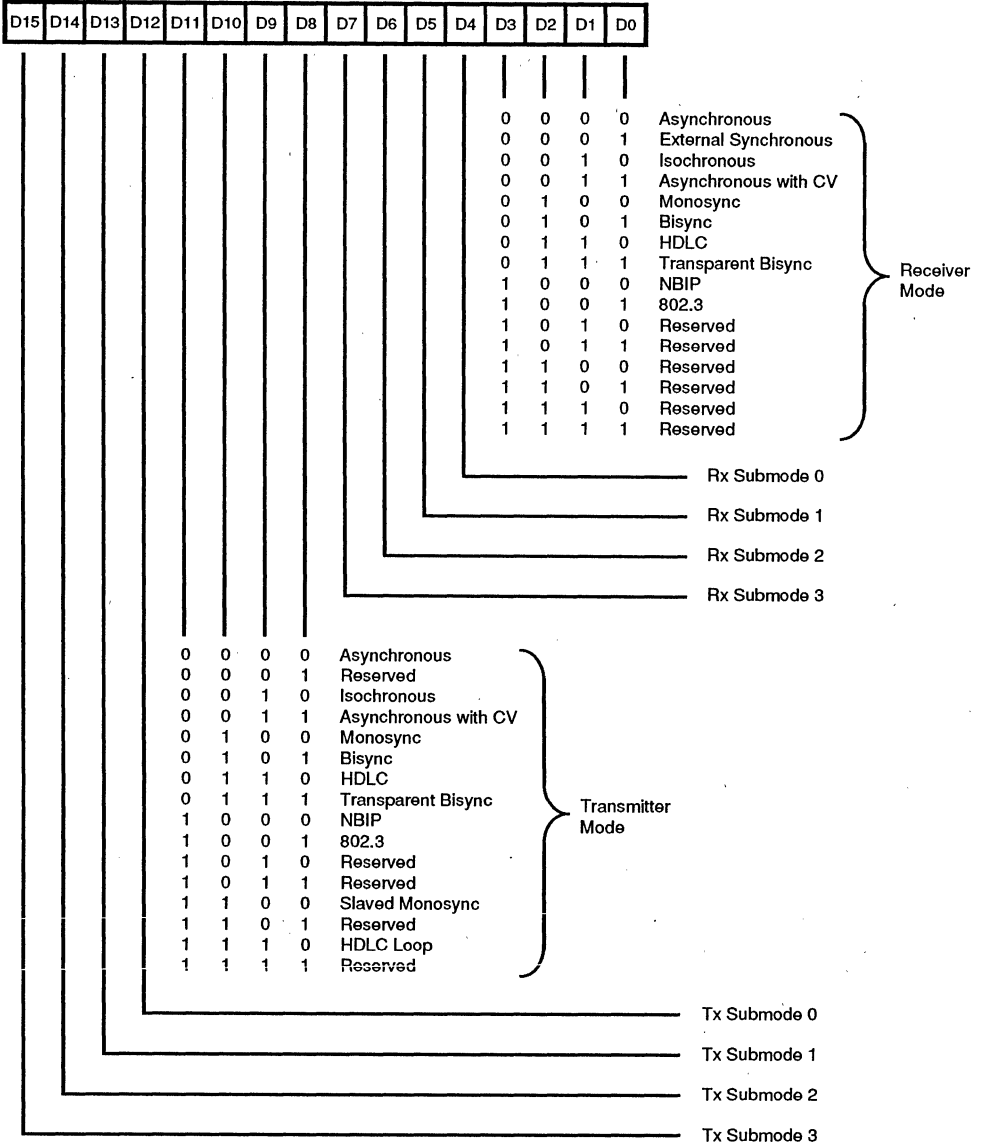 D15 D14 D13 D12 D11 D10 D9 D8 D7 D6 D5 D4 D3 D2 D1 D0
0 0 0 0 Asynchronous
0 0 0 1 External Synchronous
0 0 1 0 Isochronous
0 0 1 1 Asynchronous with CV
0 1 0 0 Monosync
0 1 0 1 Bisync
0 1 1 0 HDLC
0 1 1 1 Transparent Bisync
1 0 0 0 NBIP
1 0 0 1 802.3
1 0 1 0 Reserved
1 0 1 1 Reserved
1 1 0 0 Reserved
1 1 0 1 Reserved
1 1 1 0 Reserved
1 1 1 1 Reserved
Receiver
Mode
Rx Submode 0
Rx Submode 1
Rx Submode 2
Rx Submode 3
0 0 0 0 Asynchronous
0 0 0 1 Reserved
0 0 1 0 Isochronous
0 0 1 1 Asynchronous with CV
0 1 0 0 Monosync
0 1 0 1 Bisync
0 1 1 0 HDLC
0 1 1 1 Transparent Bisync
1 0 0 0 NBIP
1 0 0 1 802.3
1 0 1 0 Reserved
1 0 1 1 Reserved
1 1 0 0 Slaved Monosync
1 1 0 1 Reserved
1 1 1 0 HDLC Loop
1 1 1 1 Reserved
Transmitter
Mode
Tx Submode 0
Tx Submode 1
Tx Submode 2
Tx Submode 3